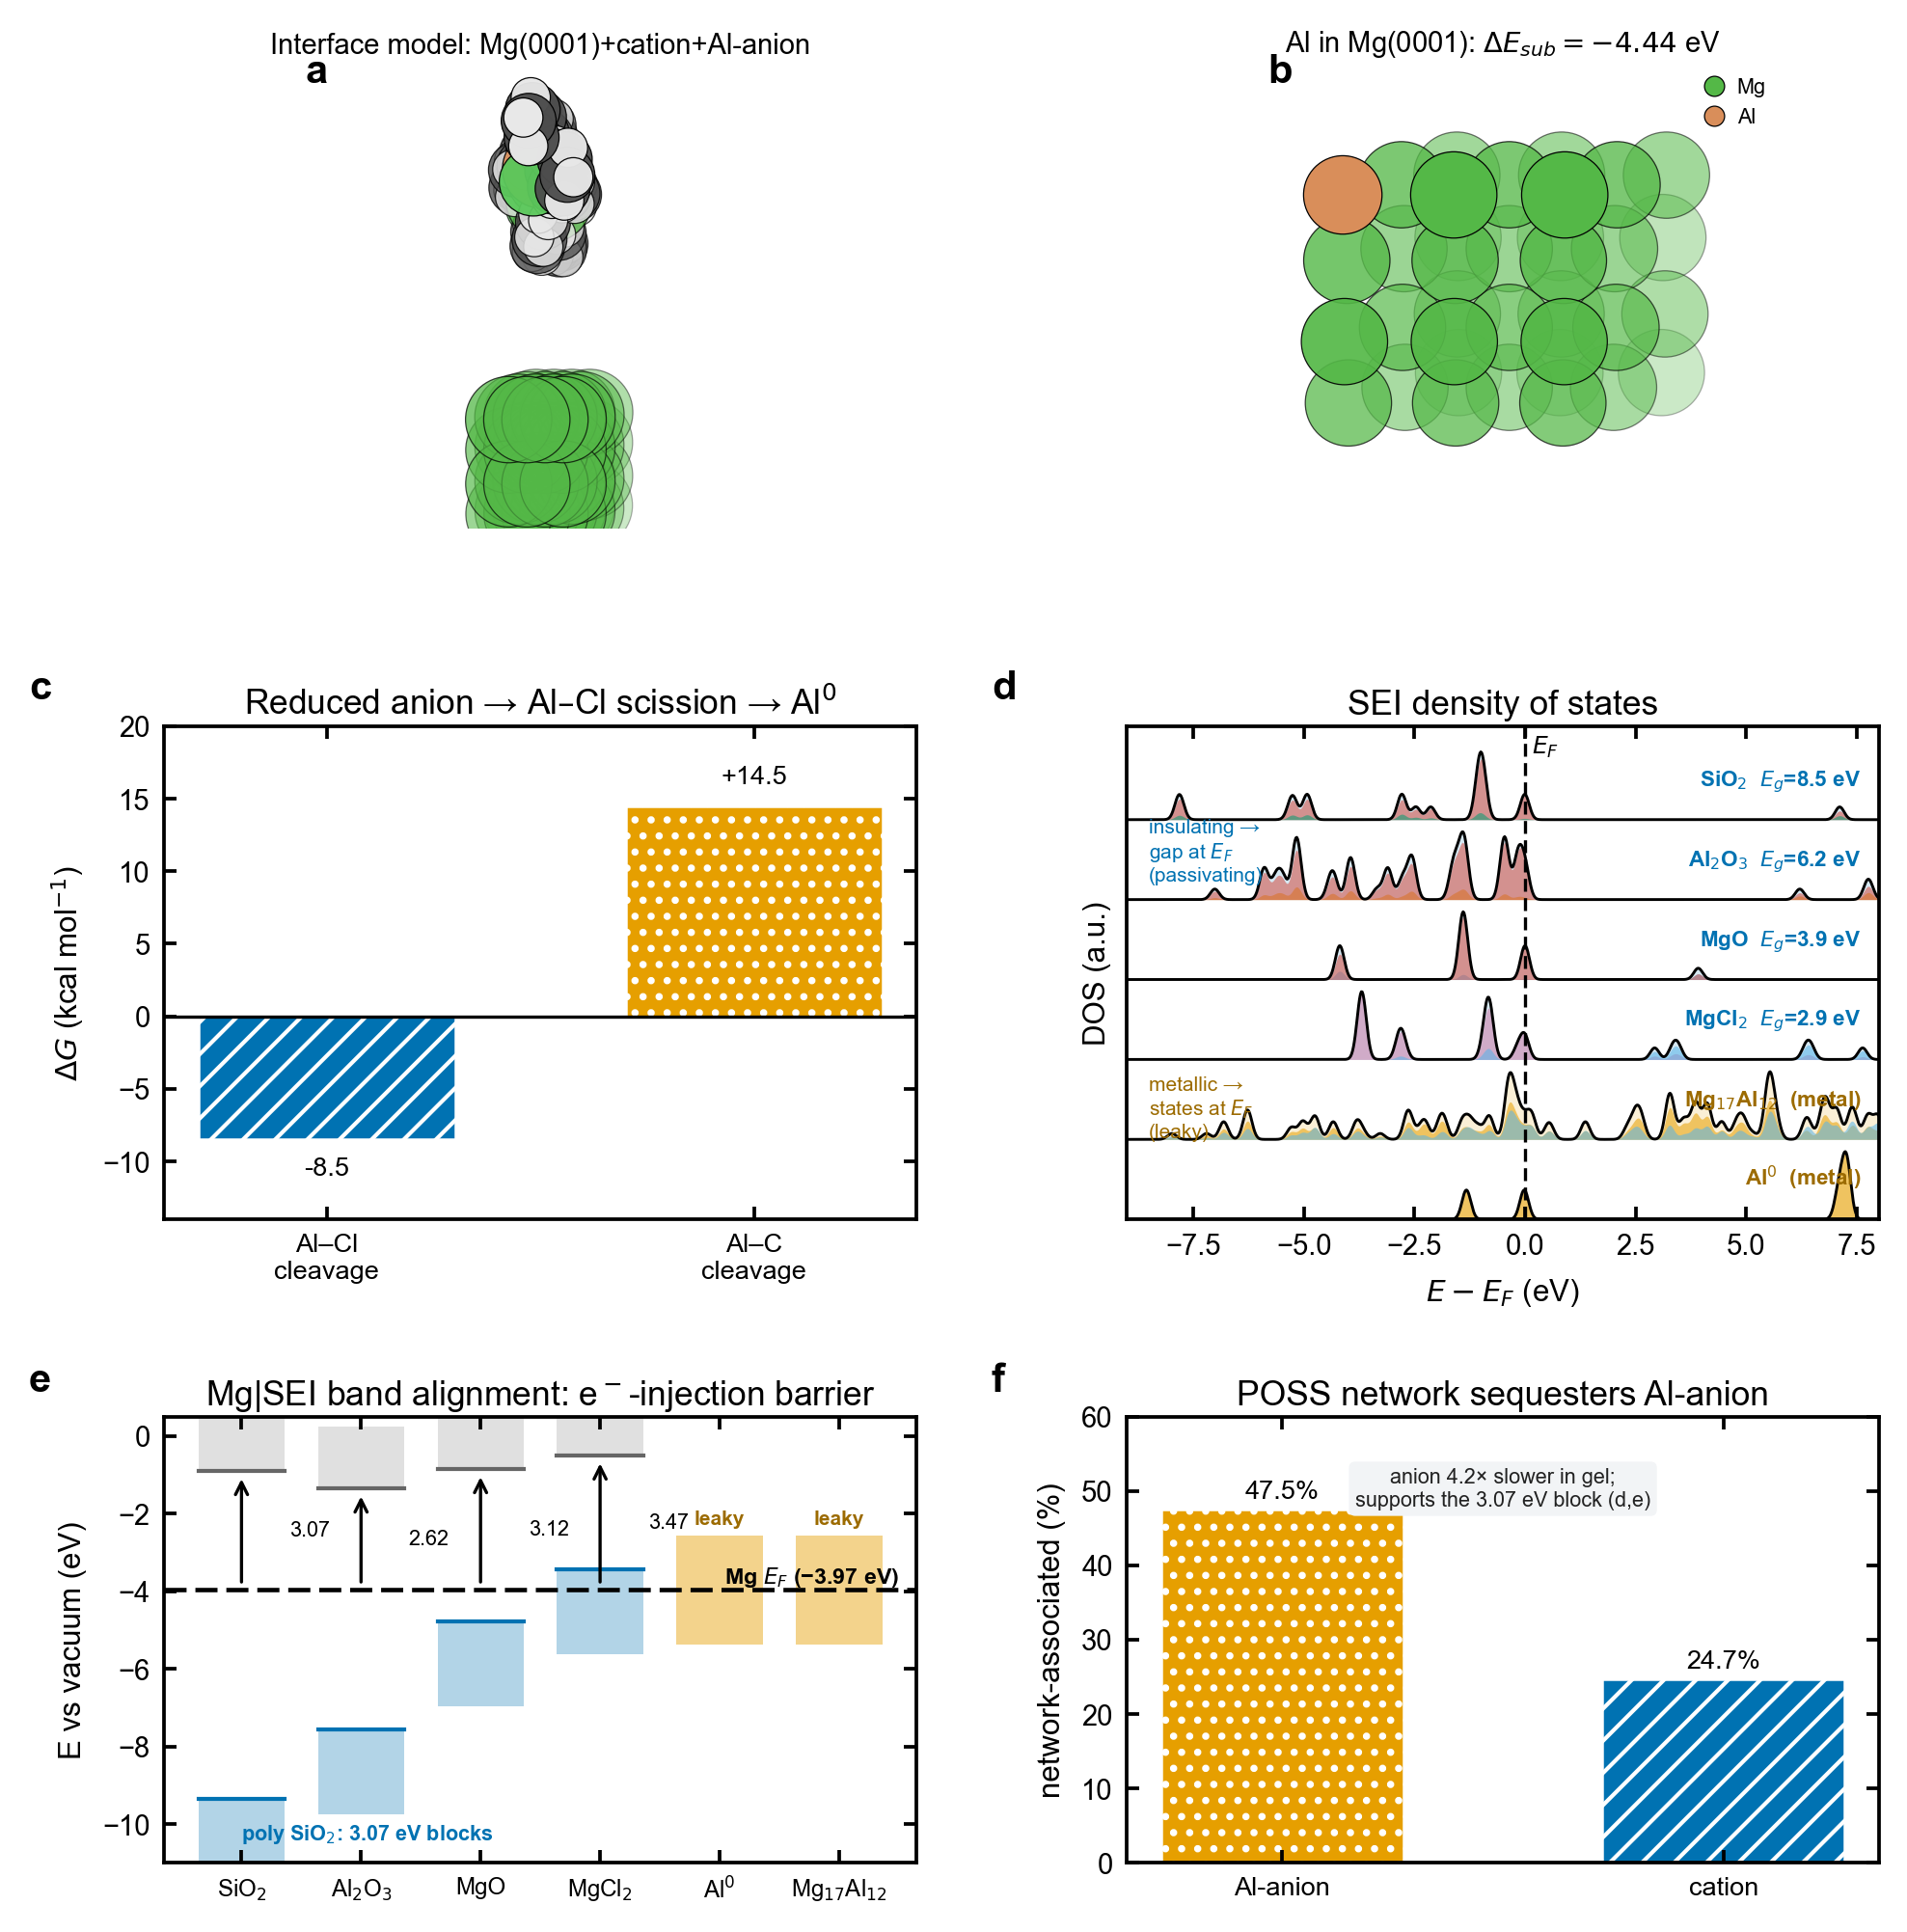 Interface model: Mg(0001)+cation+Al-anion
a
Al in Mg(0001): ΔE_sub = −4.44 eV
b
Mg
Al
c
Reduced anion → Al–Cl scission → Al⁰
ΔG (kcal mol⁻¹)
20
15
10
5
0
−5
−10
+14.5
-8.5
Al–Cl
cleavage
Al–C
cleavage
d
SEI density of states
DOS (a.u.)
E_F
SiO₂ E_g=8.5 eV
insulating →
gap at E_F
(passivating)
Al₂O₃ E_g=6.2 eV
MgO E_g=3.9 eV
MgCl₂ E_g=2.9 eV
metallic →
states at E_F
(leaky)
Mg₁₇Al₁₂ (metal)
Al⁰ (metal)
−7.5
−5.0
−2.5
0.0
2.5
5.0
7.5
E − E_F (eV)
e
Mg|SEI band alignment: e⁻-injection barrier
E vs vacuum (eV)
0
−2
−4
−6
−8
−10
3.07
2.62
3.12
3.47
leaky
leaky
Mg E_F (−3.97 eV)
poly SiO₂: 3.07 eV blocks
SiO₂
Al₂O₃
MgO
MgCl₂
Al⁰
Mg₁₇Al₁₂
f
POSS network sequesters Al-anion
network-associated (%)
60
50
40
30
20
10
0
47.5%
anion 4.2× slower in gel;
supports the 3.07 eV block (d,e)
24.7%
Al-anion
cation